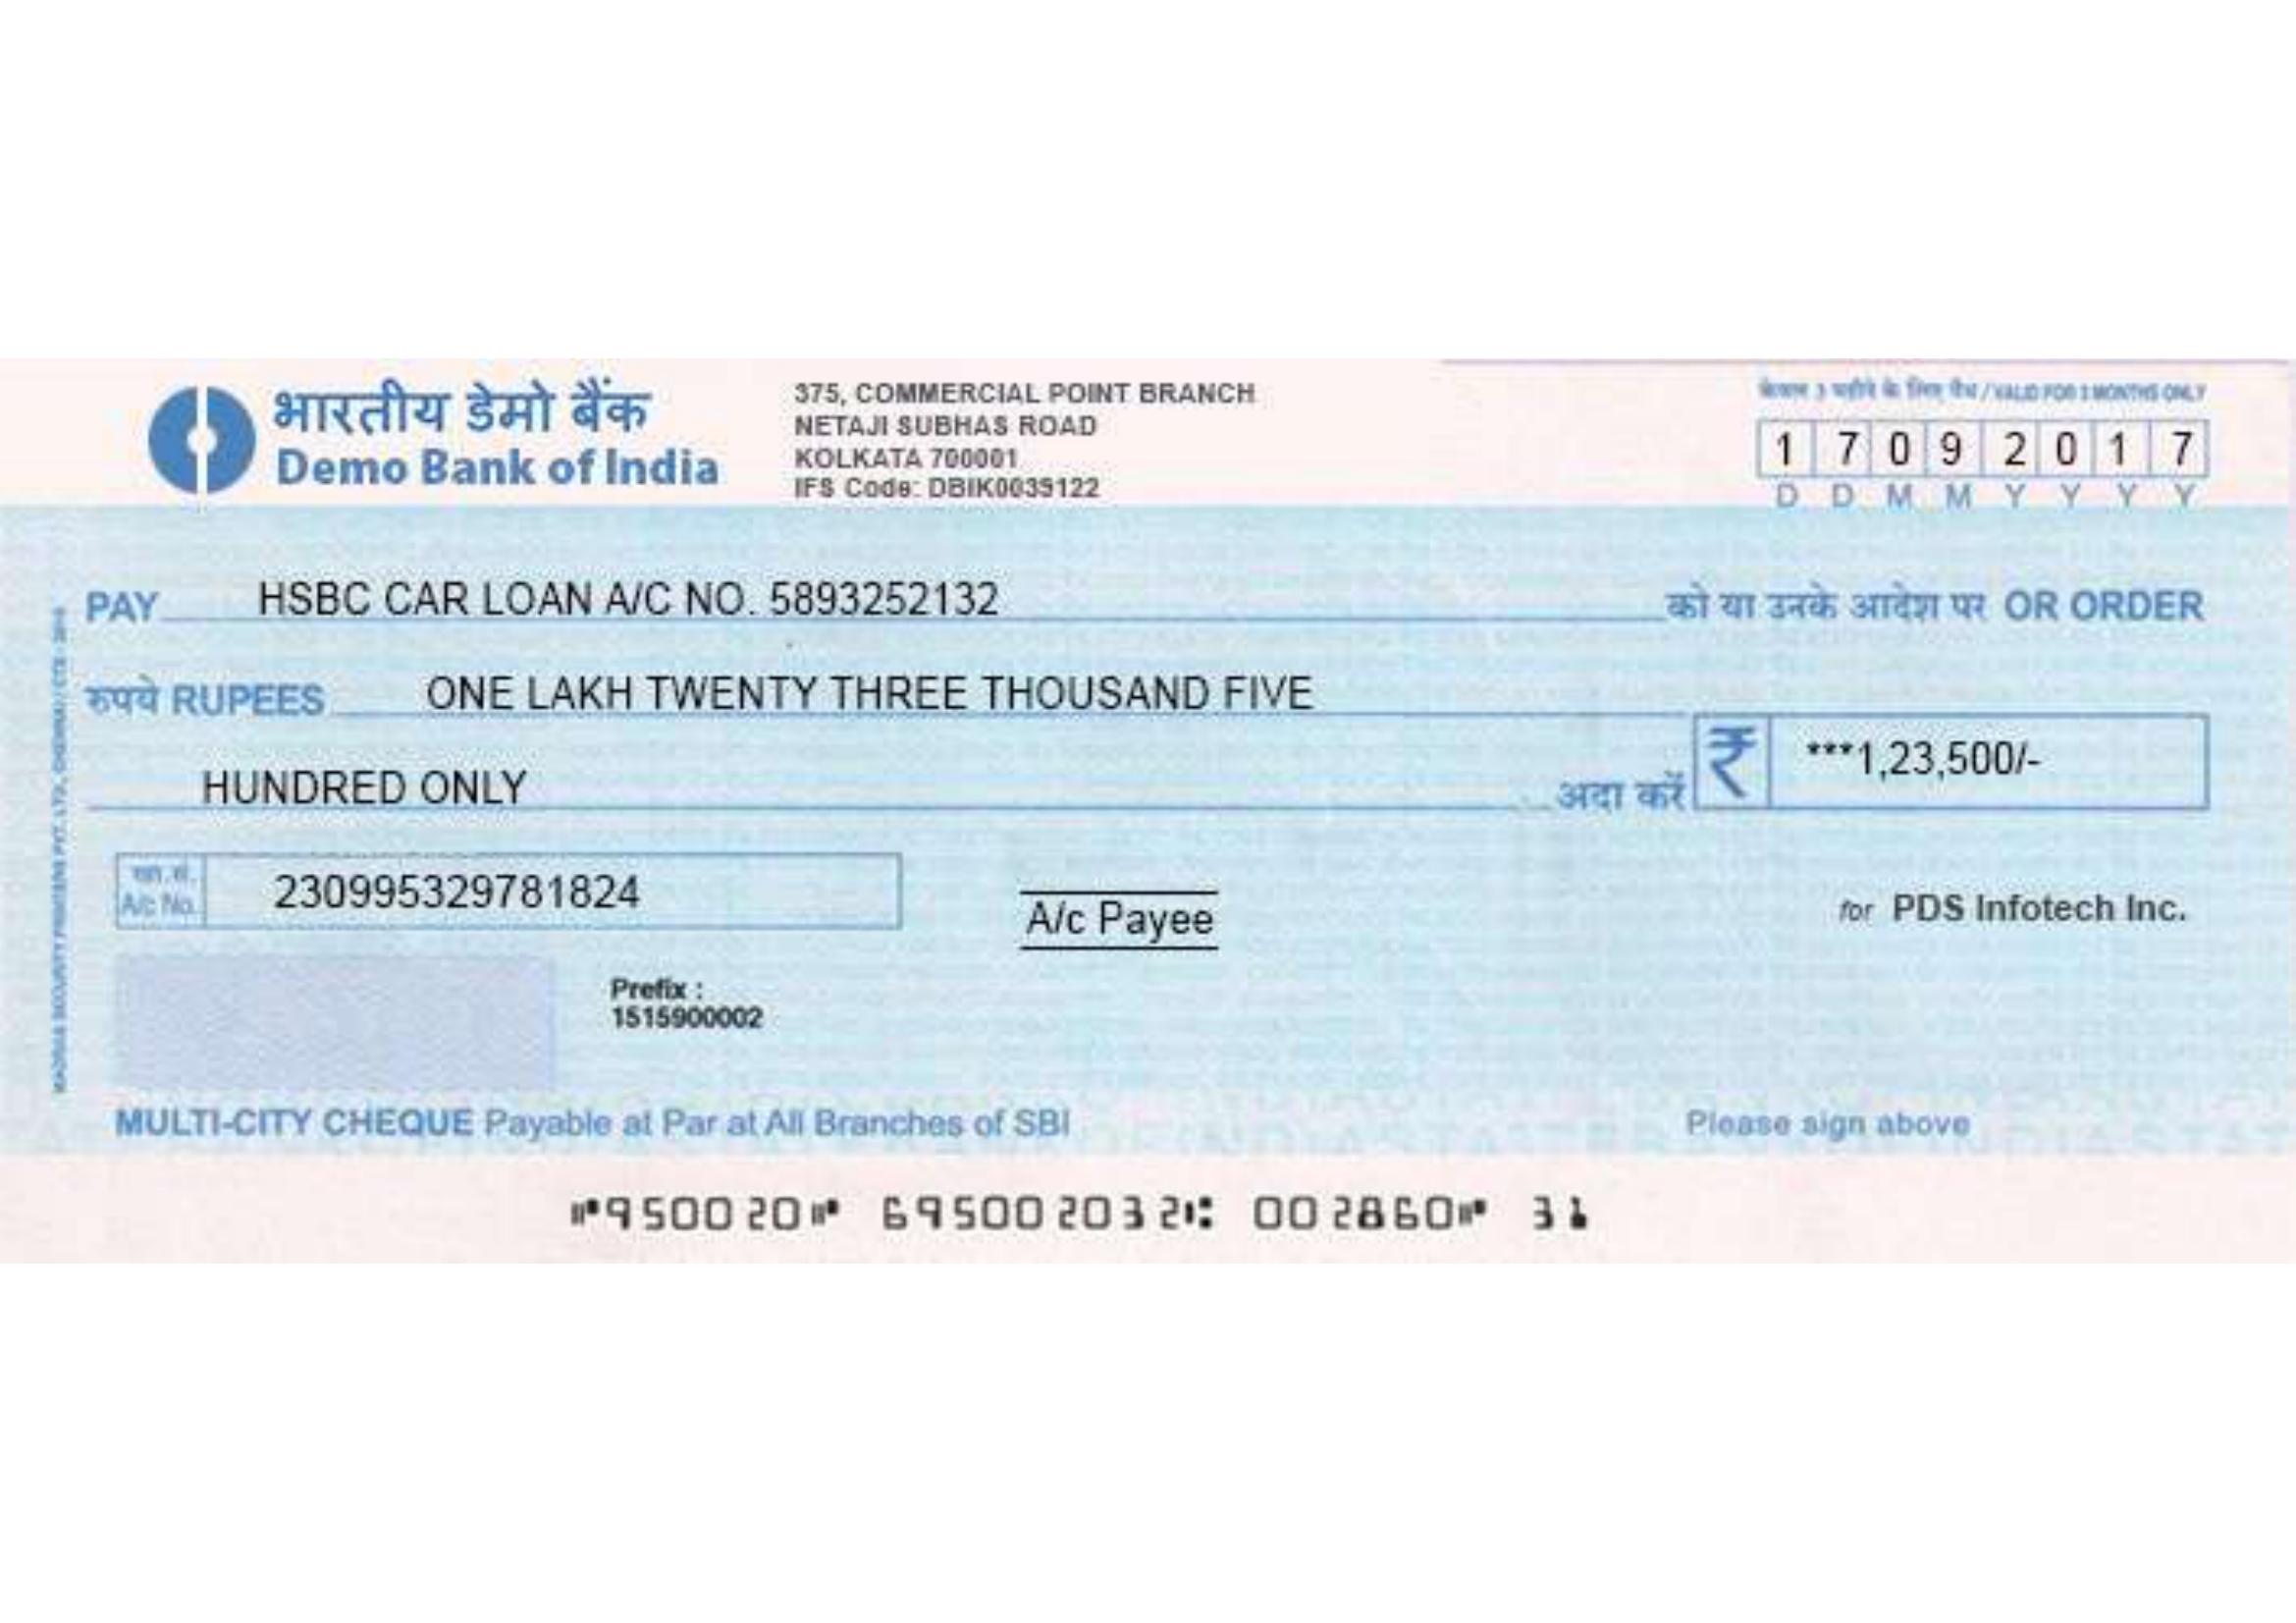 भारतीय डेमो बैंक
Demo Bank of India
375, COMMERCIAL POINT BRANCH
NETAJI SUBHAS ROAD
KOLKATA 700001
IFS Code: DBIK0039122
केवल 3 महीने के लिए वैध / VALID FOR 3 MONTHS ONLY
1 7 0 9 2 0 1 7
D D M M Y Y Y Y
PAY HSBC CAR LOAN A/C NO. 5893252132 को या उनके आदेश पर OR ORDER
रुपये RUPEES ONE LAKH TWENTY THREE THOUSAND FIVE
HUNDRED ONLY अदा करें ₹ ***1,23,500/-
A/c No. 230995329781824
A/c Payee
for PDS Infotech Inc.
Prefix :
1515900002
MULTI-CITY CHEQUE Payable at Par at All Branches of SBI
Please sign above
⑈950020⑈ 695002032⑆ 002860⑈ 31